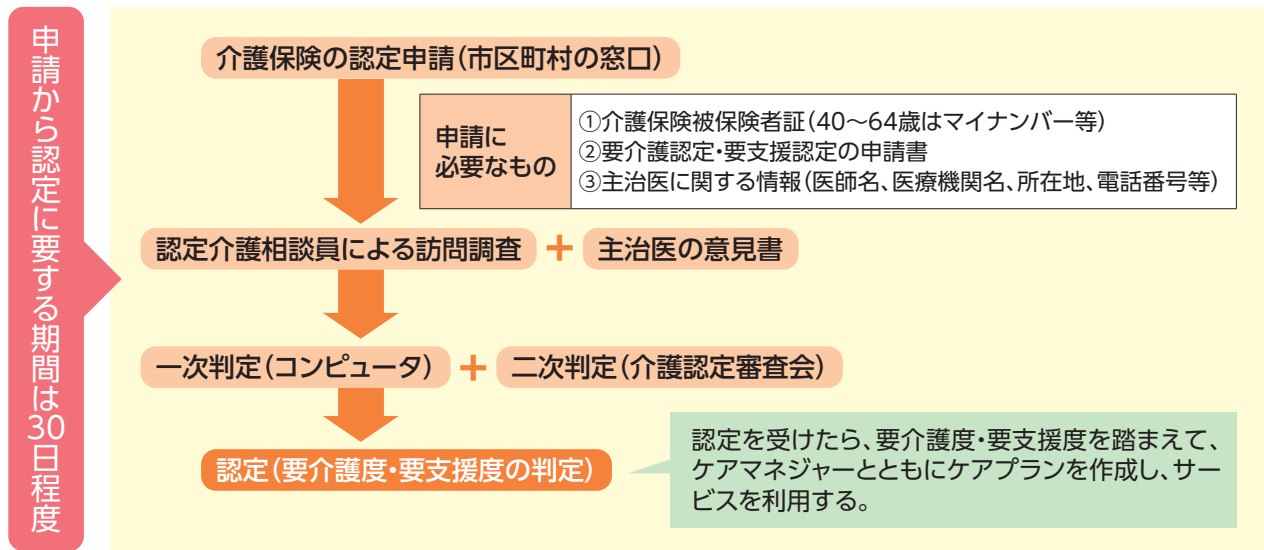 申請から認定に要する期間は30日程度
介護保険の認定申請(市区町村の窓口)
申請に
必要なもの
①介護保険被保険者証(40〜64歳はマイナンバー等)
②要介護認定・要支援認定の申請書
③主治医に関する情報(医師名、医療機関名、所在地、電話番号等)
認定介護相談員による訪問調査 + 主治医の意見書
一次判定(コンピュータ) + 二次判定(介護認定審査会)
認定(要介護度・要支援度の判定)
認定を受けたら、要介護度・要支援度を踏まえて、
ケアマネジャーとともにケアプランを作成し、サー
ビスを利用する。